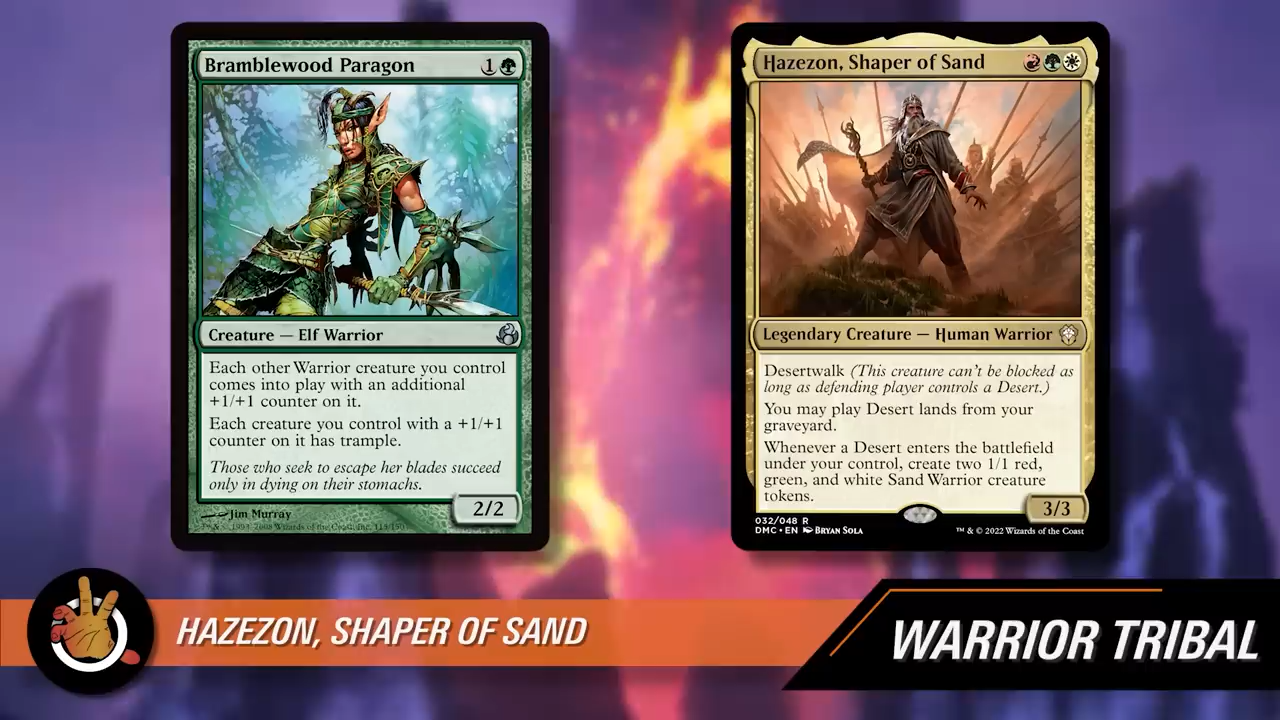 Bramblewood Paragon 1
Creature — Elf Warrior
Each other Warrior creature you control
comes into play with an additional
+1/+1 counter on it.
Each creature you control with a +1/+1
counter on it has trample.
Those who seek to escape her blades succeed
only in dying on their stomachs.
Jim Murray
2/2
Hazezon, Shaper of Sand
Legendary Creature — Human Warrior
Desertwalk (This creature can't be blocked as
long as defending player controls a Desert.)
You may play Desert lands from your
graveyard.
Whenever a Desert enters the battlefield
under your control, create two 1/1 red,
green, and white Sand Warrior creature
tokens.
3/3
032/048 R
DMC • EN BRYAN SOLA
™ & © 2022 Wizards of the Coast
HAZEZON, SHAPER OF SAND
WARRIOR TRIBAL